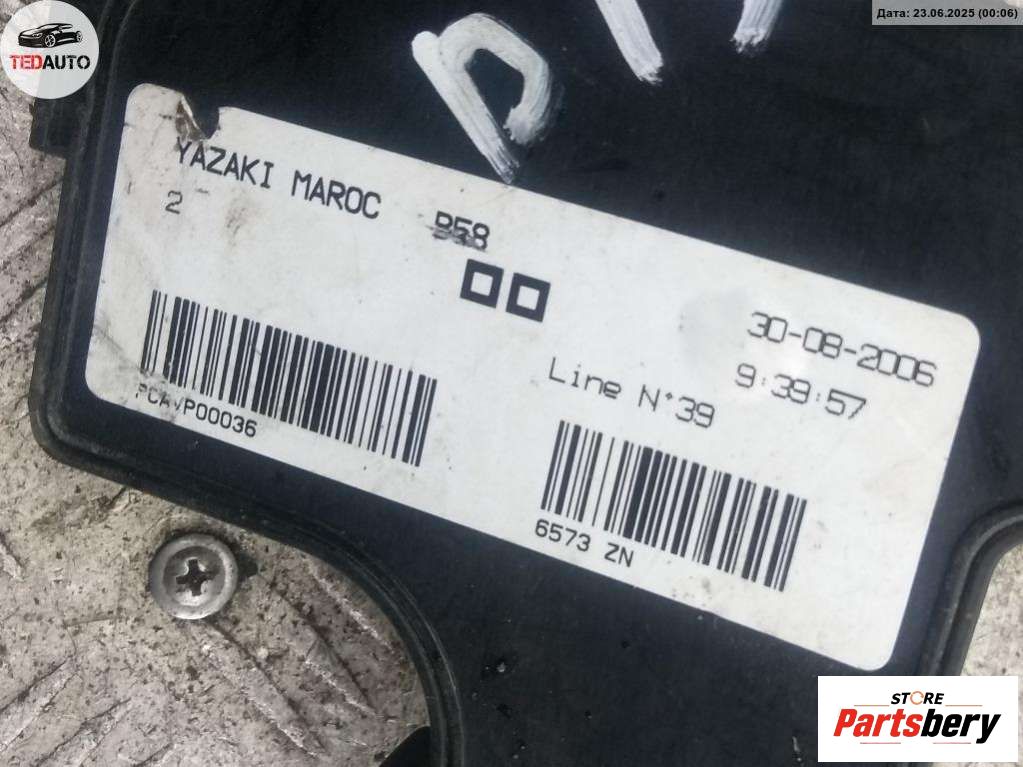 TEDAUTO
Дата: 23.06.2025 (00:06)
YAZAKI MAROC B58
2
30-08-2006
9:39:57
Line N°39
PCAVP00036
6573 ZN
STORE
Partsbery